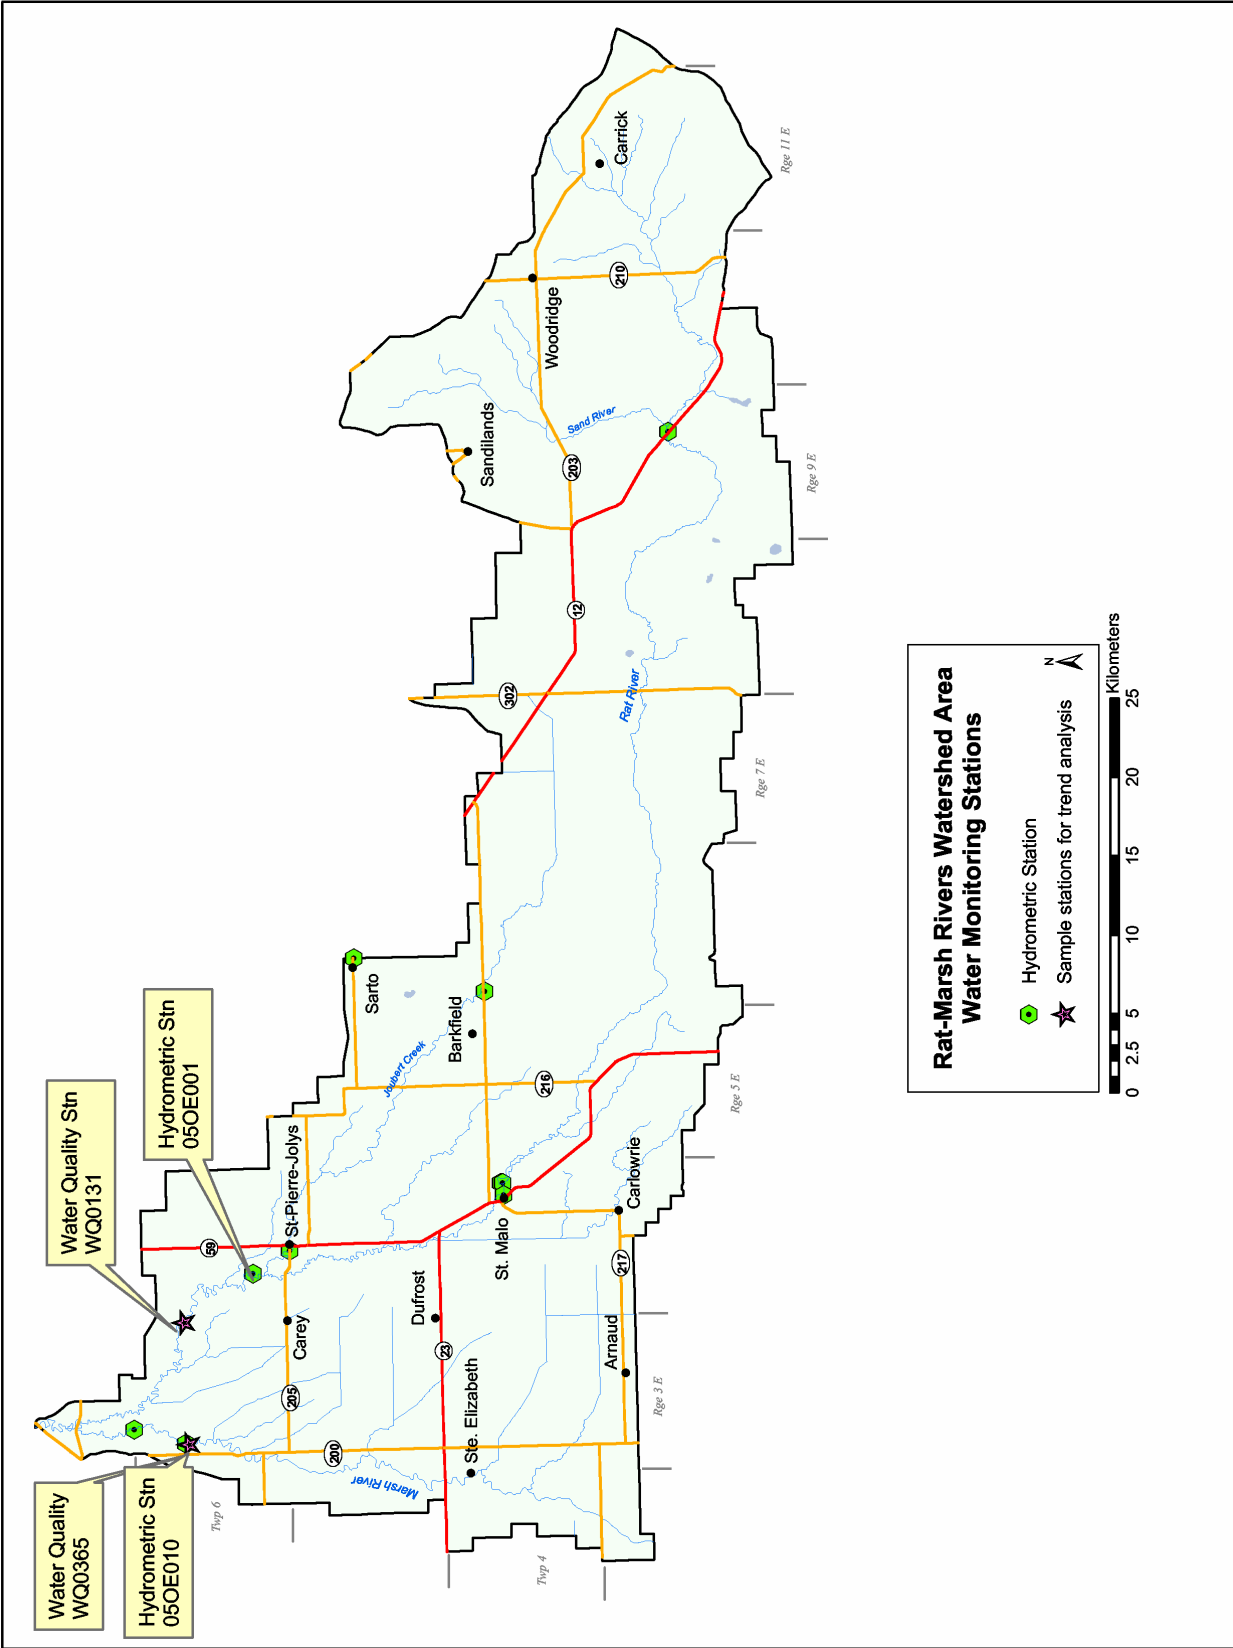 Water Quality
WQ0365
Hydrometric Stn
05OE010
Water Quality Stn
WQ0131
Hydrometric Stn
05OE001
Twp 6
Twp 4
Rge 3 E
Rge 5 E
Rge 7 E
Rge 9 E
Rge 11 E
Marsh River
Joubert Creek
Rat River
Sand River
200
205
23
59
217
216
302
12
203
210
Carey
St-Pierre-Jolys
Dufrost
Ste. Elizabeth
Arnaud
St. Malo
Carlowrie
Sarto
Barkfield
Sandilands
Woodridge
Carrick
Rat-Marsh Rivers Watershed Area
Water Monitoring Stations
Hydrometric Station
Sample stations for trend analysis
N
0 2.5 5 10 15 20 25
Kilometers